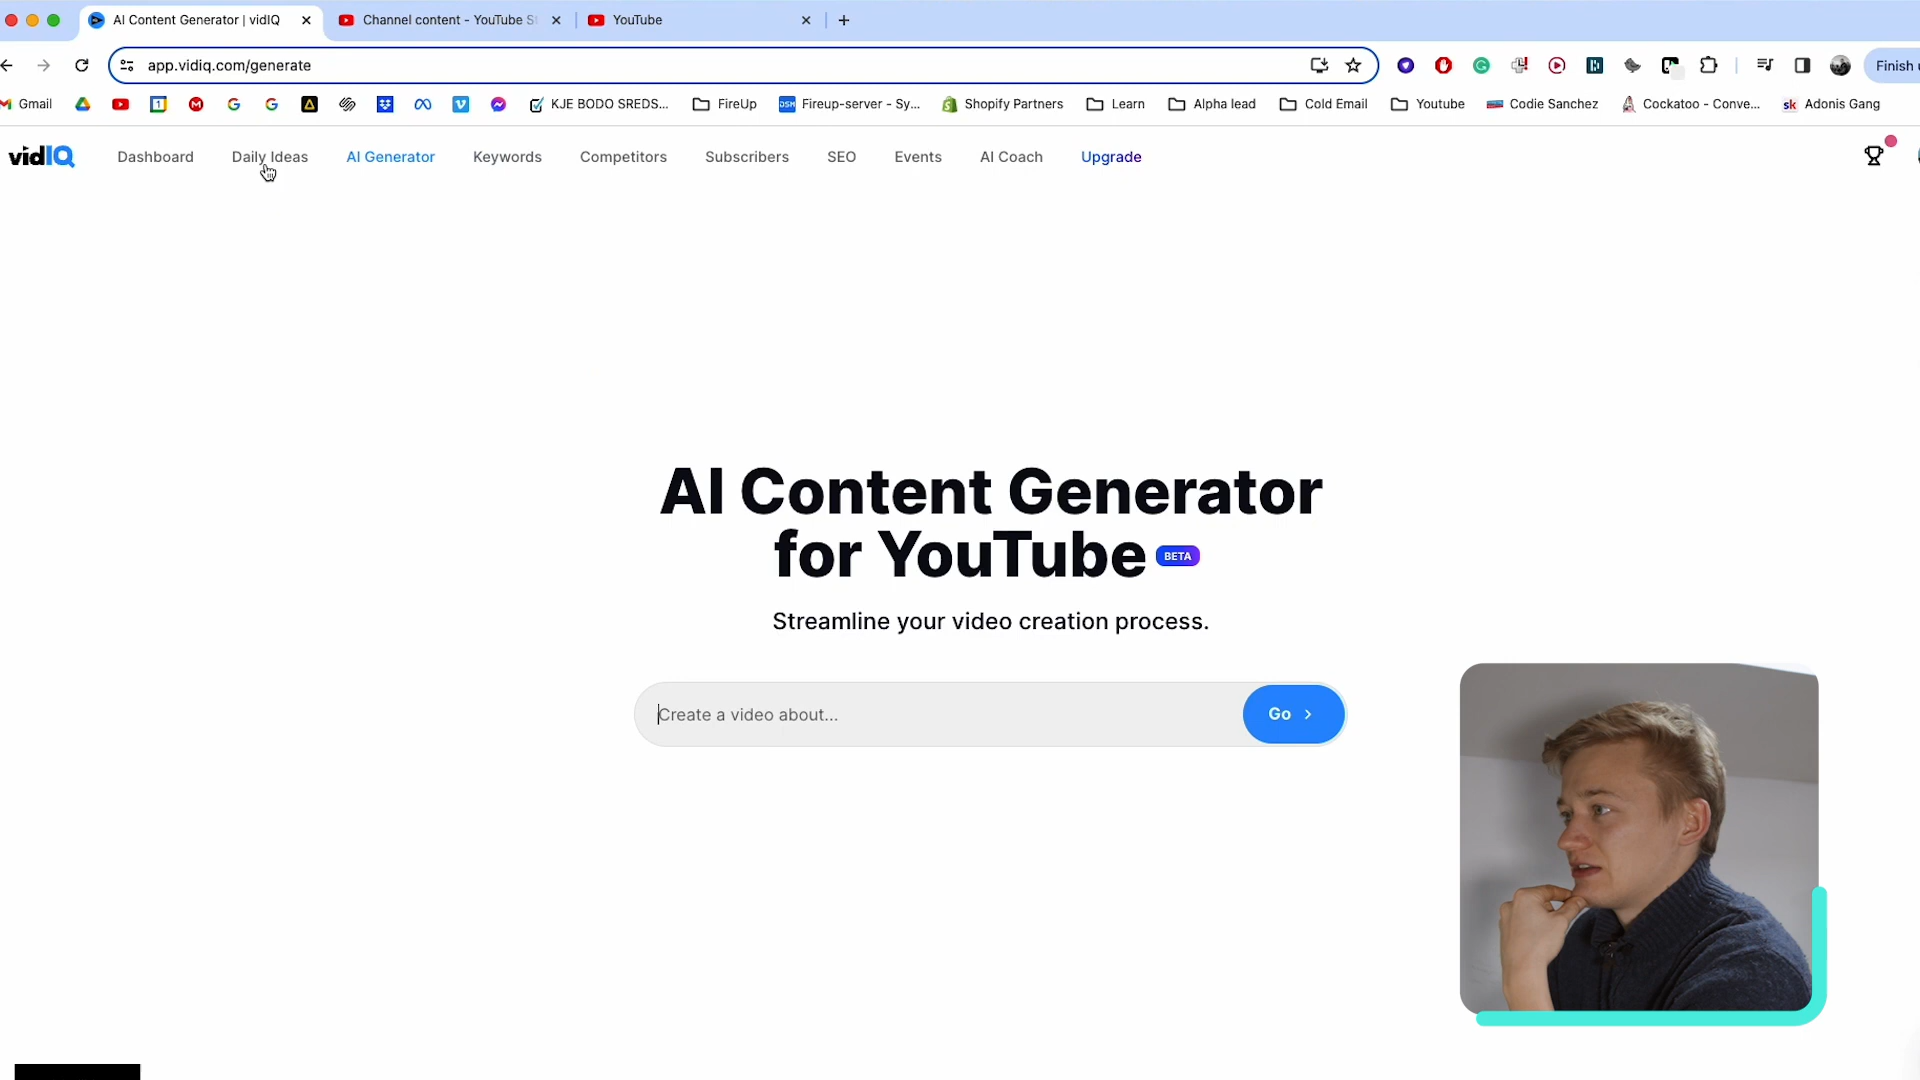 AI Content Generator | vidIQ
Channel content - YouTube S
YouTube
app.vidiq.com/generate
Finish
Gmail
KJE BODO SREDS...
FireUp
DSM
Fireup-server - Sy...
Shopify Partners
Learn
Alpha lead
Cold Email
Youtube
Codie Sanchez
Cockatoo - Conve...
sk
Adonis Gang
vidIQ
Dashboard
Daily Ideas
AI Generator
Keywords
Competitors
Subscribers
SEO
Events
AI Coach
Upgrade
AI Content Generator
for YouTube BETA
Streamline your video creation process.
Create a video about...
Go